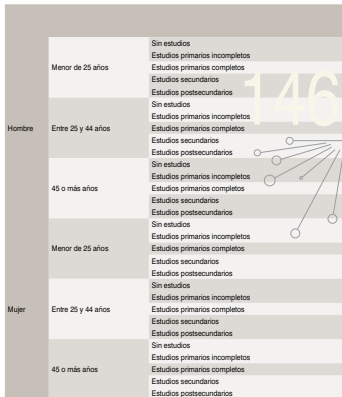 Hombre
Menor de 25 años
Sin estudios
Estudios primarios incompletos
Estudios primarios completos
Estudios secundarios
Estudios postsecundarios
Entre 25 y 44 años
Sin estudios
Estudios primarios incompletos
Estudios primarios completos
Estudios secundarios
Estudios postsecundarios
45 o más años
Sin estudios
Estudios primarios incompletos
Estudios primarios completos
Estudios secundarios
Estudios postsecundarios
Mujer
Menor de 25 años
Sin estudios
Estudios primarios incompletos
Estudios primarios completos
Estudios secundarios
Estudios postsecundarios
Entre 25 y 44 años
Sin estudios
Estudios primarios incompletos
Estudios primarios completos
Estudios secundarios
Estudios postsecundarios
45 o más años
Sin estudios
Estudios primarios incompletos
Estudios primarios completos
Estudios secundarios
Estudios postsecundarios
146